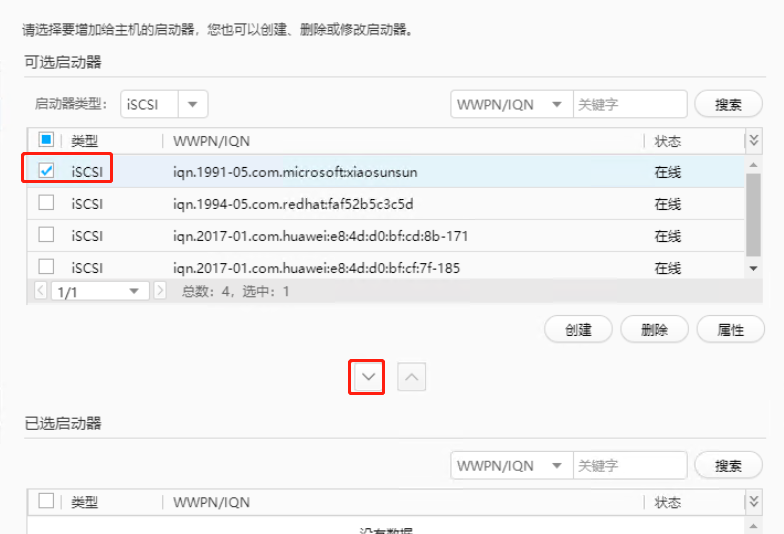 请选择要增加给主机的启动器，您也可以创建、删除或修改启动器。
可选启动器
启动器类型： iSCSI WWPN/IQN 关键字 搜索
类型 WWPN/IQN 状态
iSCSI iqn.1991-05.com.microsoft:xiaosunsun 在线
iSCSI iqn.1994-05.com.redhat:faf52b5c3c5d 在线
iSCSI iqn.2017-01.com.huawei:e8:4d:d0:bf:cd:8b-171 在线
iSCSI iqn.2017-01.com.huawei:e8:4d:d0:bf:cf:7f-185 在线
1/1 总数：4，选中：1
创建 删除 属性
已选启动器
WWPN/IQN 关键字 搜索
类型 WWPN/IQN 状态
没有数据